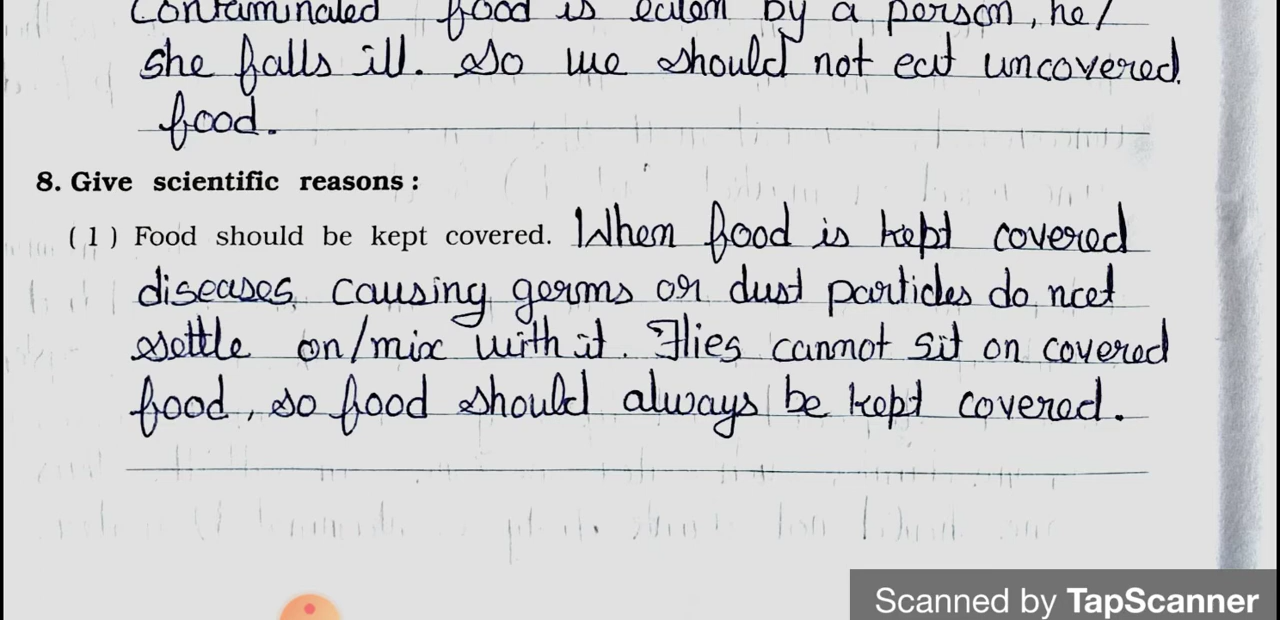 Contaminated food is eaten by a person, he/
she falls ill. So we should not eat uncovered
food.
8. Give scientific reasons :
( 1 ) Food should be kept covered. When food is kept covered
diseases causing germs or dust particles do not
settle on/mix with it. Flies cannot sit on covered
food, so food should always be kept covered.
Scanned by TapScanner